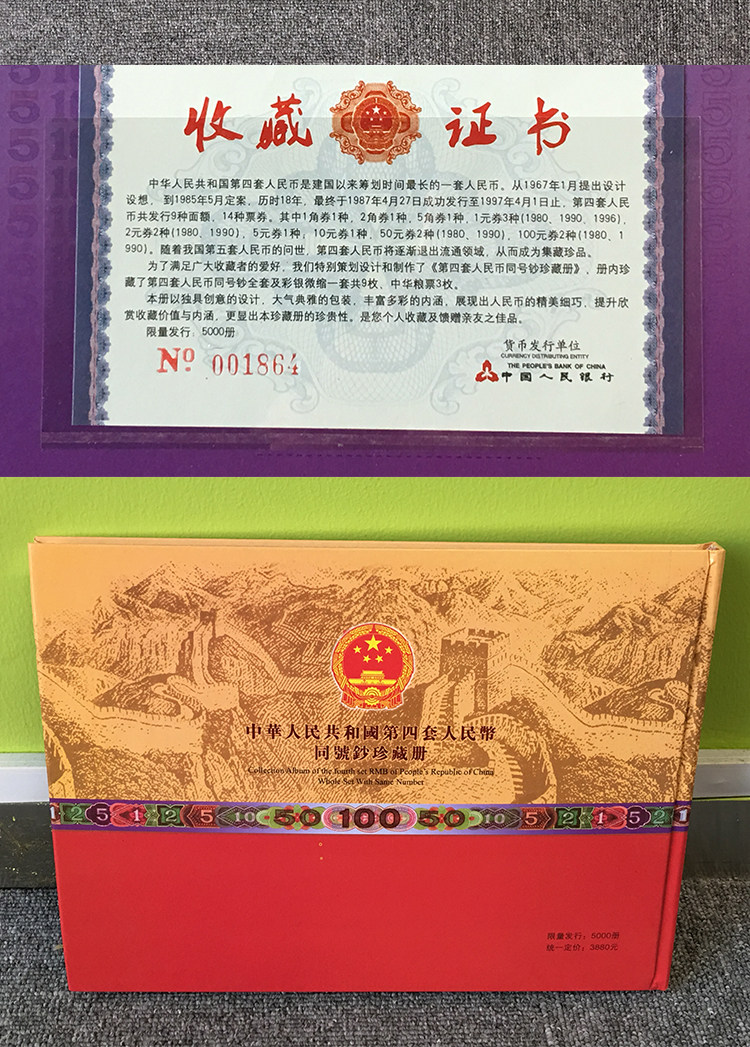 收藏 证书
中华人民共和国第四套人民币是建国以来筹划时间最长的一套人民币。从1967年1月提出设计
设想，到1985年5月定案，历时18年，最终于1987年4月27日成功发行至1997年4月1日止，第四套人民
币共发行9种面额、14种票券。其中1角券1种，2角券1种，5角券1种，1元券3种(1980、1990、1996)，
2元券2种(1980、1990)，5元券1种，10元券1种，50元券2种(1980、1990)，100元券2种(1980、1
990)。随着我国第五套人民币的问世，第四套人民币将逐渐退出流通领域，从而成为集藏珍品。
为了满足广大收藏者的爱好，我们特别策划设计和制作了《第四套人民币同号钞珍藏册》，册内珍
藏了第四套人民币同号钞全套及彩银微缩一套共9枚、中华粮票3枚。
本册以独具创意的设计、大气典雅的包装，丰富多彩的内涵，展现出人民币的精美细巧，提升欣
赏收藏价值与内涵，更显出本珍藏册的珍贵性。是您个人收藏及馈赠亲友之佳品。
限量发行：5000册
Nº 001864
货币发行单位
CURRENCY DISTRIBUTING ENTITY
THE PEOPLE'S BANK OF CHINA
中国人民银行
中華人民共和國第四套人民幣
同號鈔珍藏册
Collection Album of the fourth set RMB of People's Republic of China
Whole Set With Same Number
1 2 5 1 2 5 10 50 100 50 10 5 2 1 5 2 1
限量发行：5000册
统一定价：3880元